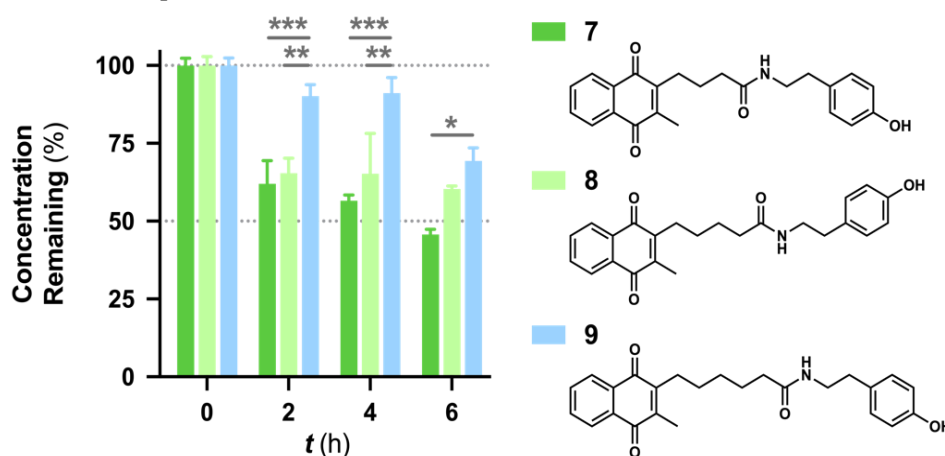 *** ***
** **
*
100
75
50
25
0
Concentration
Remaining (%)
0 2 4 6
t (h)
7
O
O
O
H
N
OH
8
O
O
O
N
H
OH
9
O
O
O
H
N
OH